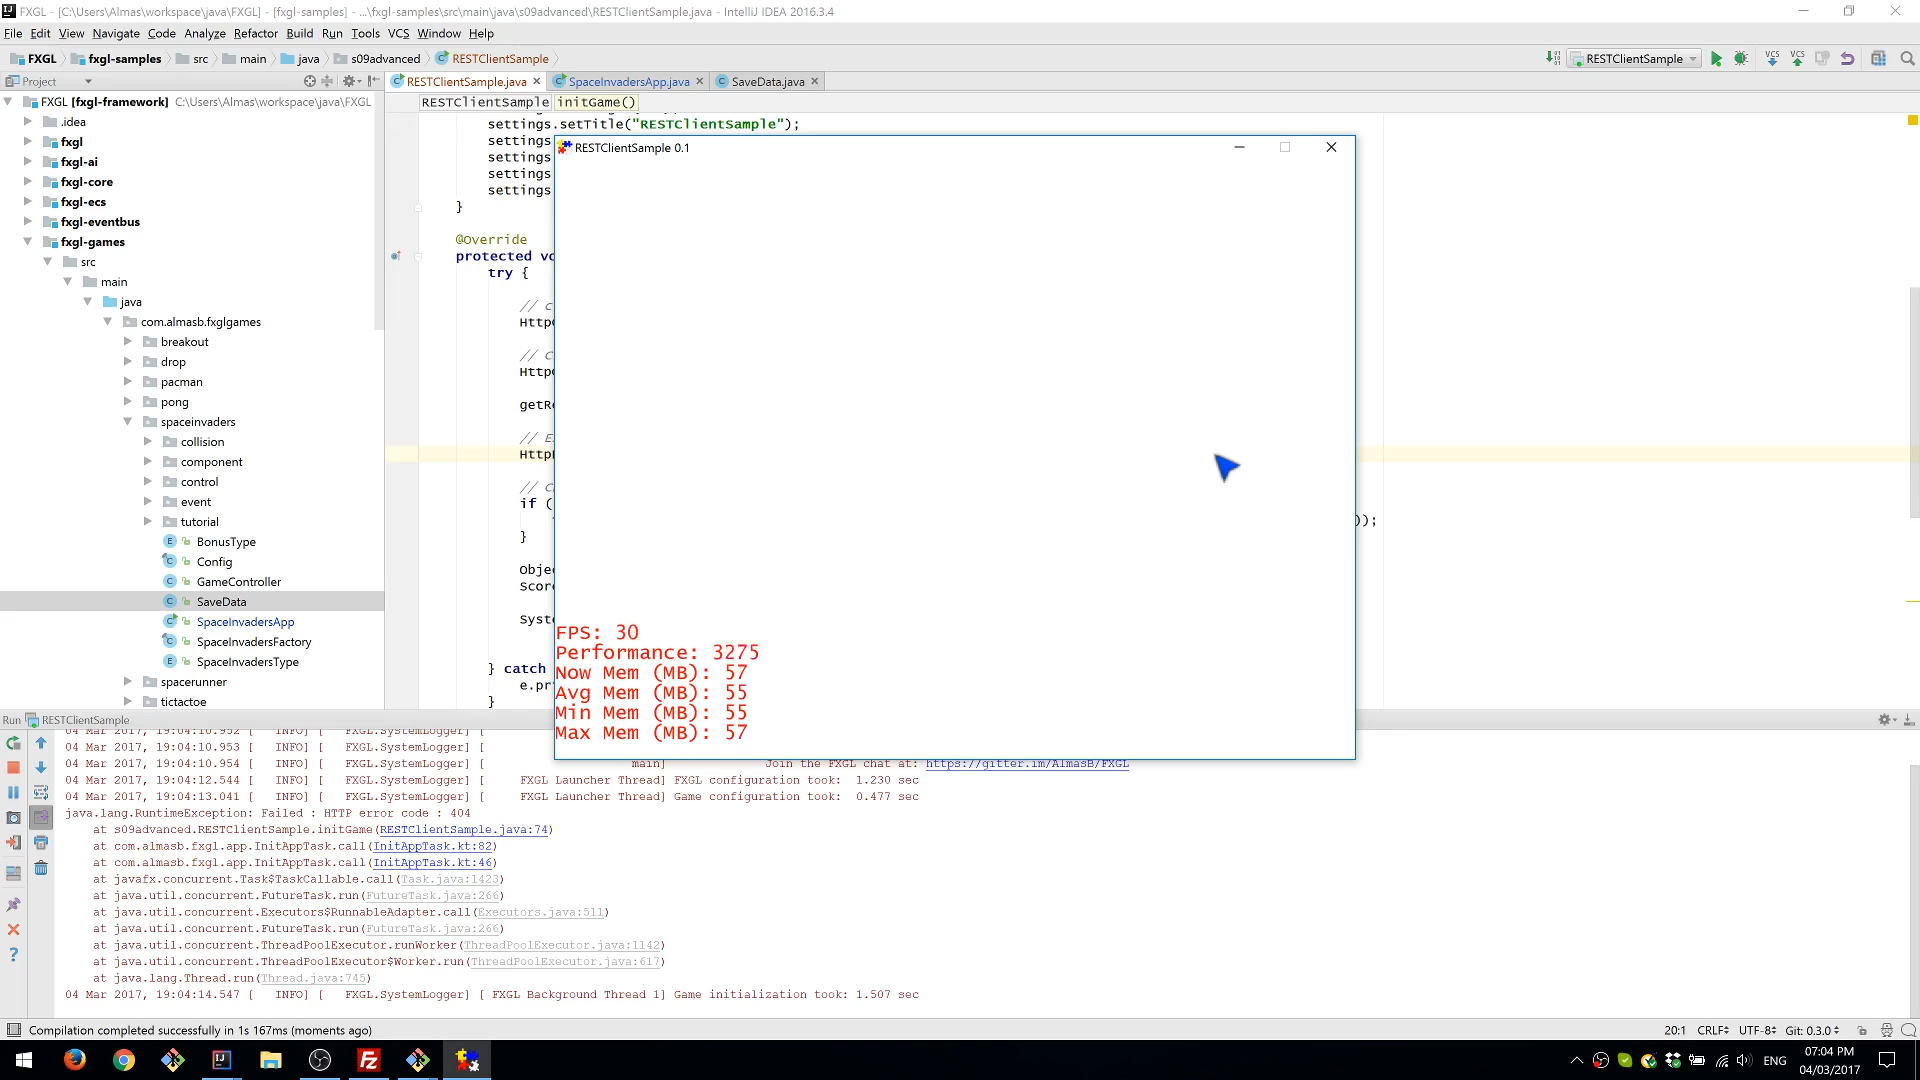 FXGL - [C:\Users\Almas\workspace\java\FXGL] - [fxgl-samples] - ...\fxgl-samples\src\main\java\s09advanced\RESTClientSample.java - IntelliJ IDEA 2016.3.4
File Edit View Navigate Code Analyze Refactor Build Run Tools VCS Window Help
FXGL fxgl-samples src main java s09advanced RESTClientSample
RESTClientSample
Project
RESTClientSample.java SpaceInvadersApp.java SaveData.java
FXGL [fxgl-framework] C:\Users\Almas\workspace\java\FXGL
.idea
fxgl
fxgl-ai
fxgl-core
fxgl-ecs
fxgl-eventbus
fxgl-games
src
main
java
com.almasb.fxglgames
breakout
drop
pacman
pong
spaceinvaders
collision
component
control
event
tutorial
BonusType
Config
GameController
SaveData
SpaceInvadersApp
SpaceInvadersFactory
SpaceInvadersType
spacerunner
tictactoe
RESTClientSample initGame()
settings.setTitle("RESTClientSample");
settings
settings
settings
settings
}
@Override
protected vo
try {
// C
Http
// C
Http
getRe
// E
Http
// C
if (
));
}
Objec
Score
Syst
} catch
e.pr
}
RESTClientSample 0.1
FPS: 30
Performance: 3275
Now Mem (MB): 57
Avg Mem (MB): 55
Min Mem (MB): 55
Max Mem (MB): 57
Run RESTClientSample
04 Mar 2017, 19:04:10.952 [ INFO] [ FXGL.SystemLogger] [
04 Mar 2017, 19:04:10.953 [ INFO] [ FXGL.SystemLogger] [
04 Mar 2017, 19:04:10.954 [ INFO] [ FXGL.SystemLogger] [ main] Join the FXGL chat at: https://gitter.im/AlmasB/FXGL
04 Mar 2017, 19:04:12.544 [ INFO] [ FXGL.SystemLogger] [ FXGL Launcher Thread] FXGL configuration took: 1.230 sec
04 Mar 2017, 19:04:13.041 [ INFO] [ FXGL.SystemLogger] [ FXGL Launcher Thread] Game configuration took: 0.477 sec
java.lang.RuntimeException: Failed : HTTP error code : 404
at s09advanced.RESTClientSample.initGame(RESTClientSample.java:74)
at com.almasb.fxgl.app.InitAppTask.call(InitAppTask.kt:82)
at com.almasb.fxgl.app.InitAppTask.call(InitAppTask.kt:46)
at javafx.concurrent.Task$TaskCallable.call(Task.java:1423)
at java.util.concurrent.FutureTask.run(FutureTask.java:266)
at java.util.concurrent.Executors$RunnableAdapter.call(Executors.java:511)
at java.util.concurrent.FutureTask.run(FutureTask.java:266)
at java.util.concurrent.ThreadPoolExecutor.runWorker(ThreadPoolExecutor.java:1142)
at java.util.concurrent.ThreadPoolExecutor$Worker.run(ThreadPoolExecutor.java:617)
at java.lang.Thread.run(Thread.java:745)
04 Mar 2017, 19:04:14.547 [ INFO] [ FXGL.SystemLogger] [ FXGL Background Thread 1] Game initialization took: 1.507 sec
Compilation completed successfully in 1s 167ms (moments ago)
20:1 CRLF UTF-8 Git: 0.3.0
ENG
07:04 PM
04/03/2017